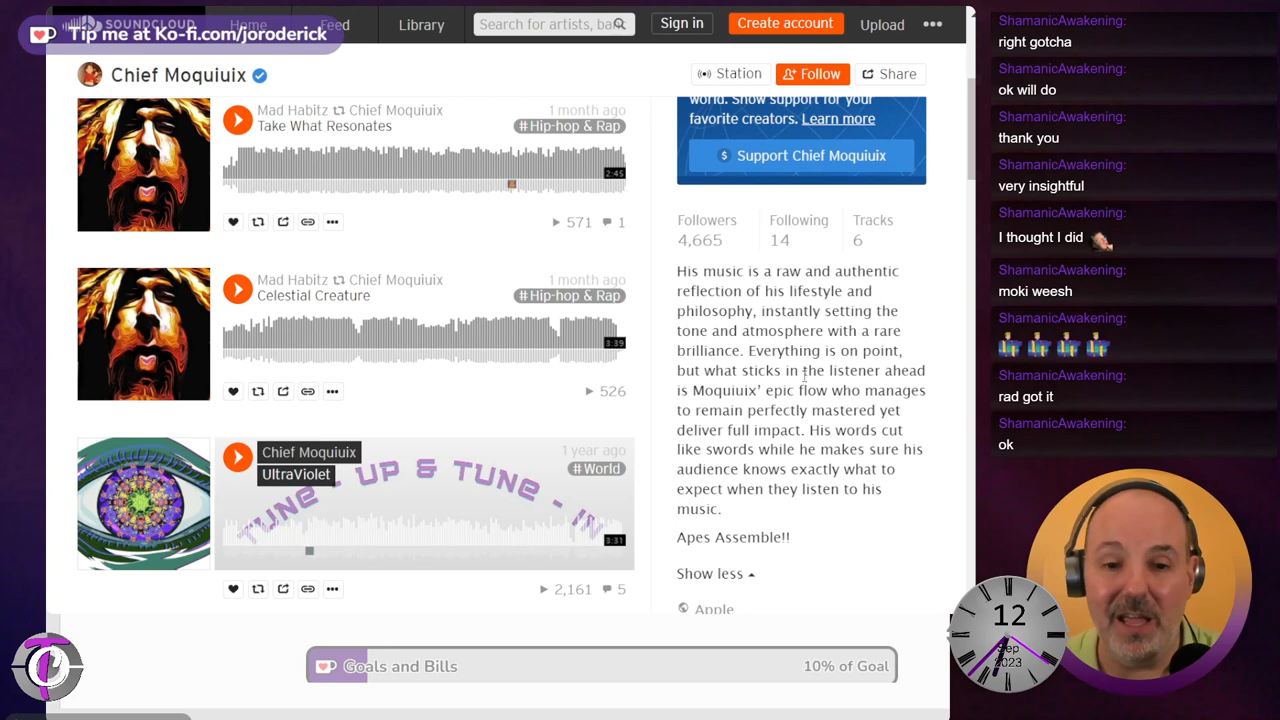 SOUNDCLOUD
Home
Feed
Library
Search for artists, ba
Sign in
Create account
Upload
Tip me at Ko-fi.com/joroderick
Chief Moquiuix
Station
Follow
Share
Mad Habitz Chief Moquiuix
1 month ago
Take What Resonates
# Hip-hop & Rap
2:45
571
1
Mad Habitz Chief Moquiuix
1 month ago
Celestial Creature
# Hip-hop & Rap
3:39
526
Chief Moquiuix
1 year ago
UltraViolet
# World
TUNE - UP & TUNE - IN
3:31
2,161
5
world. Show support for your
favorite creators. Learn more
$ Support Chief Moquiuix
Followers
4,665
Following
14
Tracks
6
His music is a raw and authentic
reflection of his lifestyle and
philosophy, instantly setting the
tone and atmosphere with a rare
brilliance. Everything is on point,
but what sticks in the listener ahead
is Moquiuix' epic flow who manages
to remain perfectly mastered yet
deliver full impact. His words cut
like swords while he makes sure his
audience knows exactly what to
expect when they listen to his
music.
Apes Assemble!!
Show less
Apple
Goals and Bills
10% of Goal
ShamanicAwakening:
right gotcha
ShamanicAwakening:
ok will do
ShamanicAwakening:
thank you
ShamanicAwakening:
very insightful
ShamanicAwakening:
I thought I did
ShamanicAwakening:
moki weesh
ShamanicAwakening:
ShamanicAwakening:
rad got it
ShamanicAwakening:
ok
12
Sep
2023